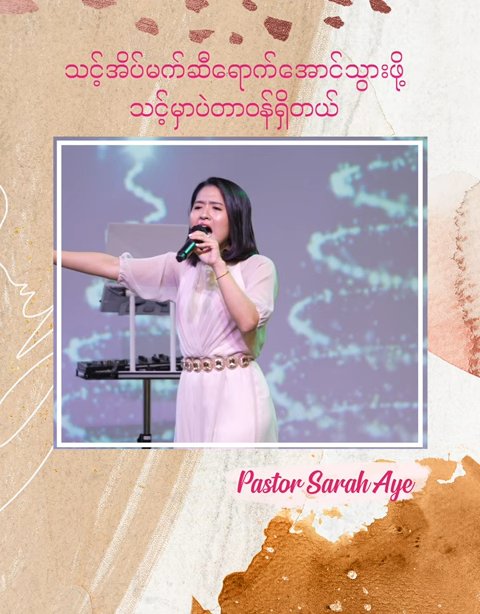 သင့်အိပ်မက်ဆီရောက်အောင်သွားဖို့
သင့်မှာပဲတာဝန်ရှိတယ်
Pastor Sarah Aye